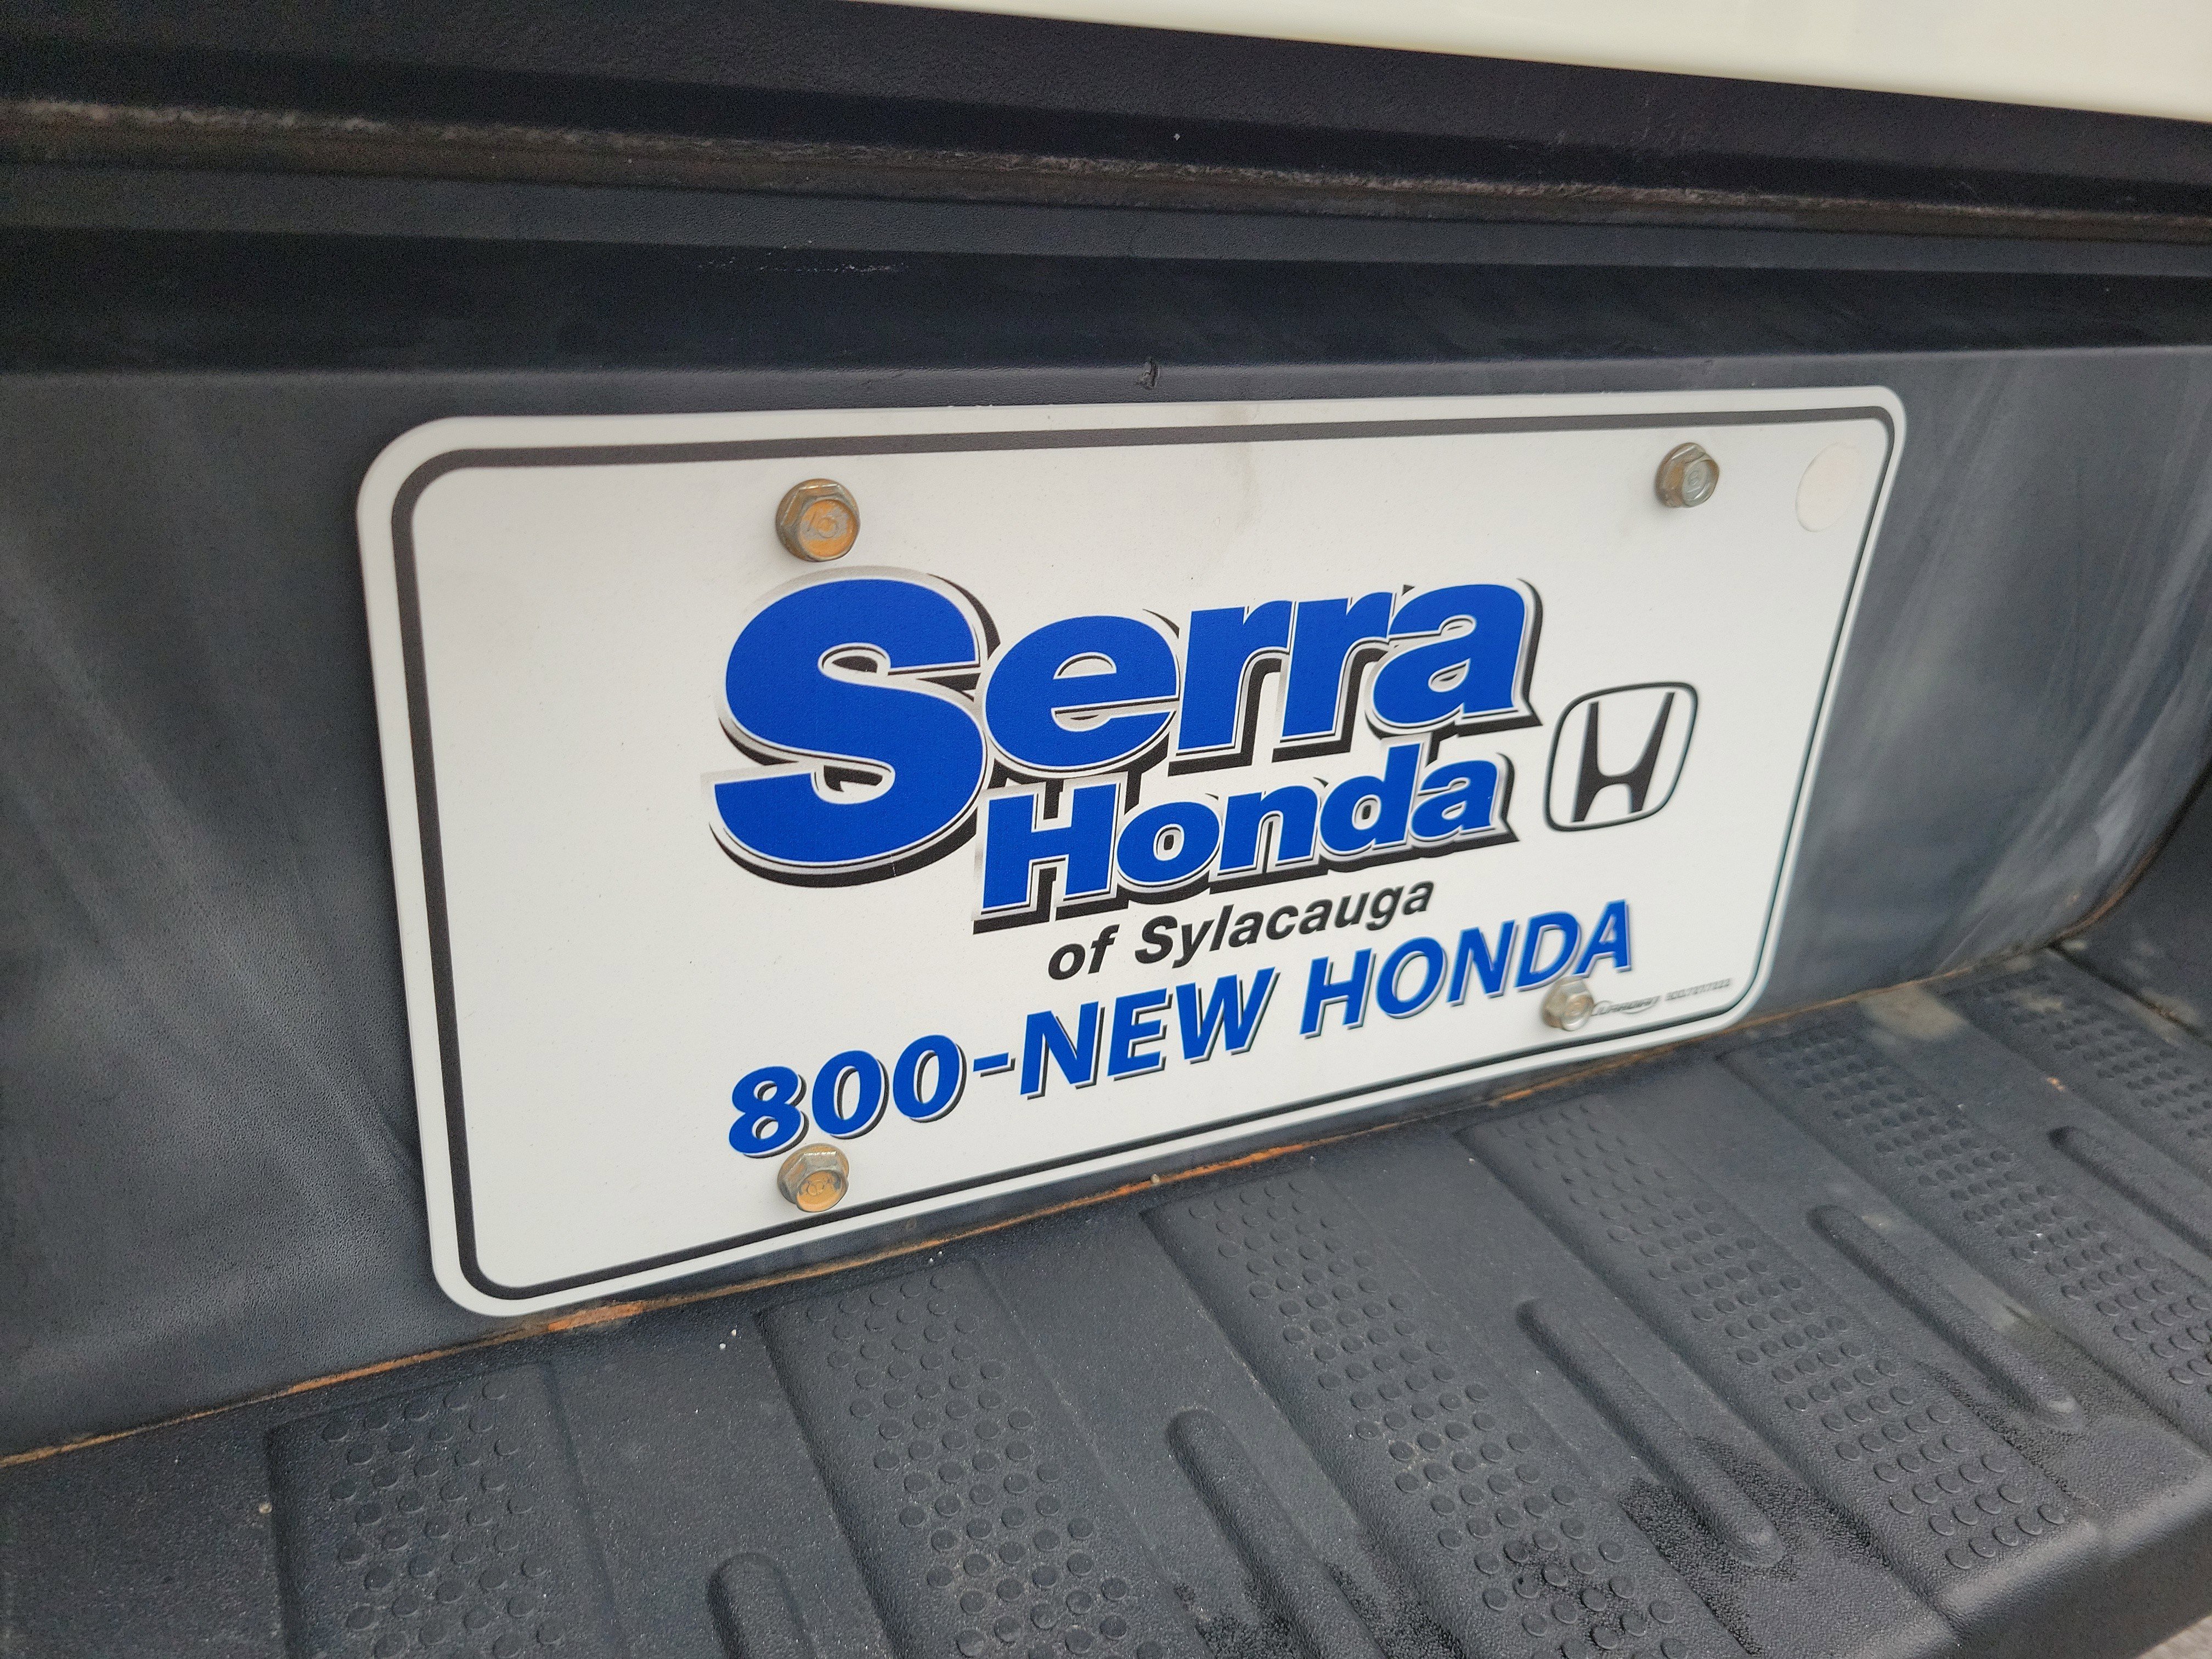 Serra
Honda
of Sylacauga
800-NEW HONDA